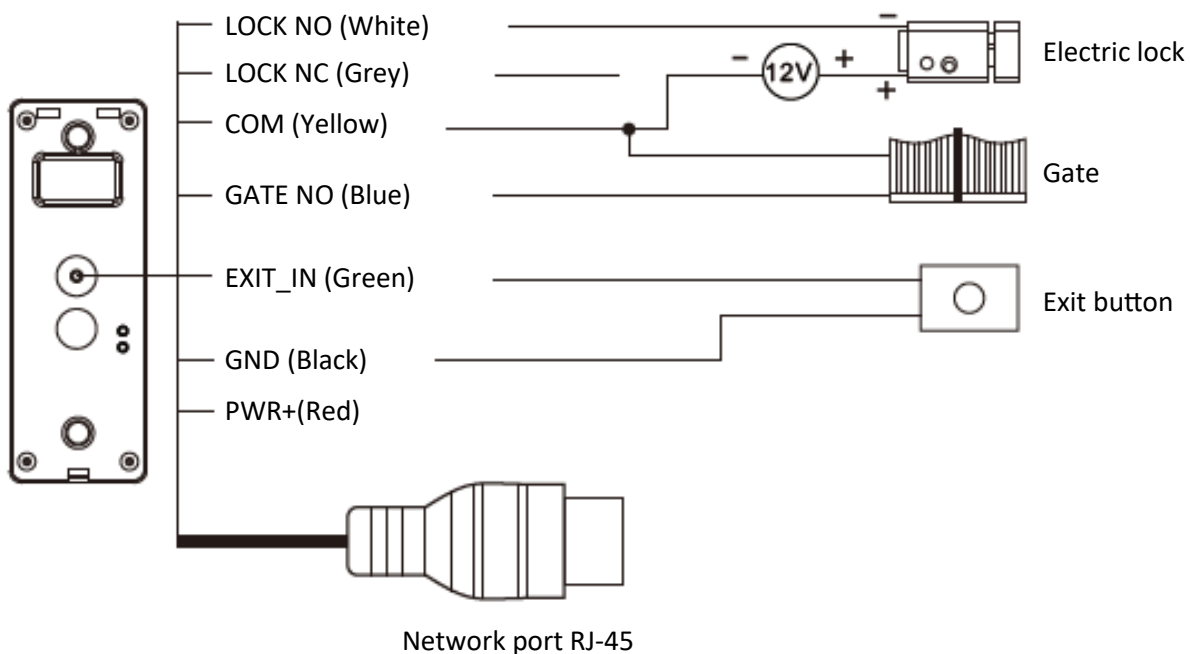 LOCK NO (White)
LOCK NC (Grey)
COM (Yellow)
GATE NO (Blue)
EXIT_IN (Green)
GND (Black)
PWR+(Red)
- 12V +
-
+
Electric lock
Gate
Exit button
Network port RJ-45